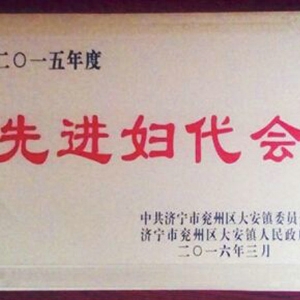 二〇一五年度
先进妇代会
中共济宁市兖州区大安镇委员
济宁市兖州区大安镇人民政
二〇一六年三月